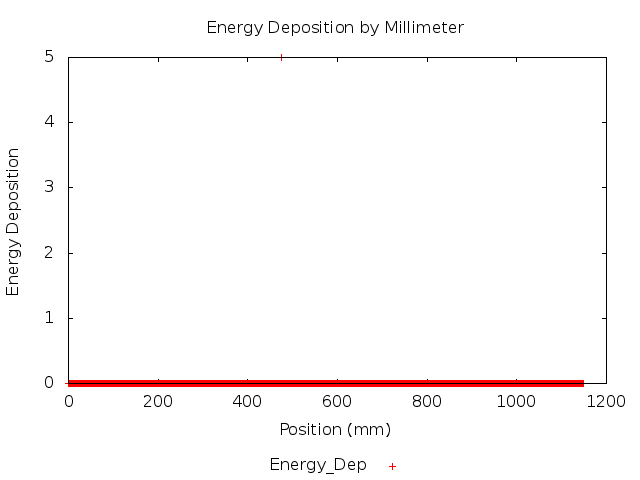 Energy Deposition by Millimeter
5
4
3
2
1
0
Energy Deposition
0 200 400 600 800 1000 1200
Position (mm)
Energy_Dep